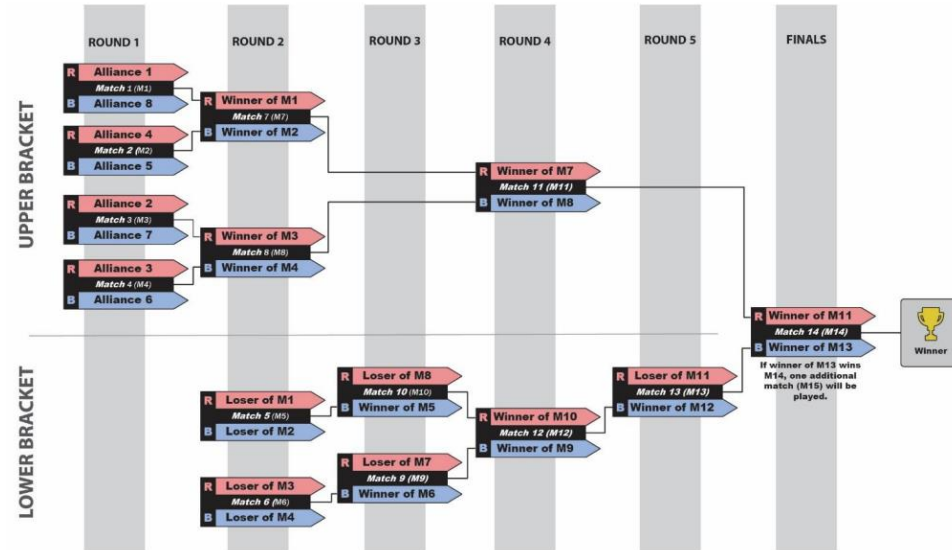 ROUND 1
ROUND 2
ROUND 3
ROUND 4
ROUND 5
FINALS
UPPER BRACKET
R Alliance 1
Match 1 (M1)
B Alliance 8
R Alliance 4
Match 2 (M2)
B Alliance 5
R Alliance 2
Match 3 (M3)
B Alliance 7
R Alliance 3
Match 4 (M4)
B Alliance 6
R Winner of M1
Match 7 (M7)
B Winner of M2
R Winner of M3
Match 8 (M8)
B Winner of M4
R Winner of M7
Match 11 (M11)
B Winner of M8
LOWER BRACKET
R Loser of M1
Match 5 (M5)
B Loser of M2
R Loser of M3
Match 6 (M6)
B Loser of M4
R Loser of M8
Match 10 (M10)
B Winner of M5
R Loser of M7
Match 9 (M9)
B Winner of M6
R Winner of M10
Match 12 (M12)
B Winner of M9
R Loser of M11
Match 13 (M13)
B Winner of M12
R Winner of M11
Match 14 (M14)
B Winner of M13
If winner of M13 wins
M14, one additional
match (M15) will be
played.
Winner